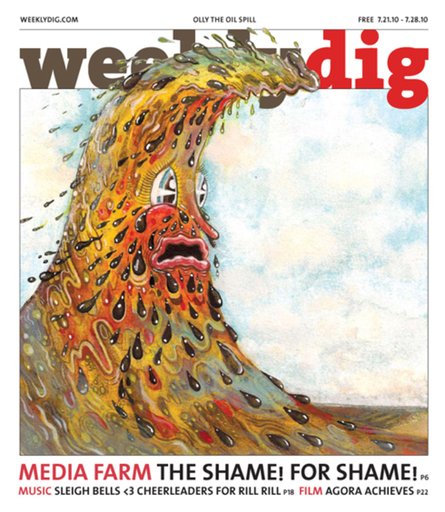 WEEKLYDIG.COM OLLY THE OIL SPILL FREE 7.21.10 - 7.28.10
weeklydig
MEDIA FARM THE SHAME! FOR SHAME! P6
MUSIC SLEIGH BELLS <3 CHEERLEADERS FOR RILL RILL P18 FILM AGORA ACHIEVES P22